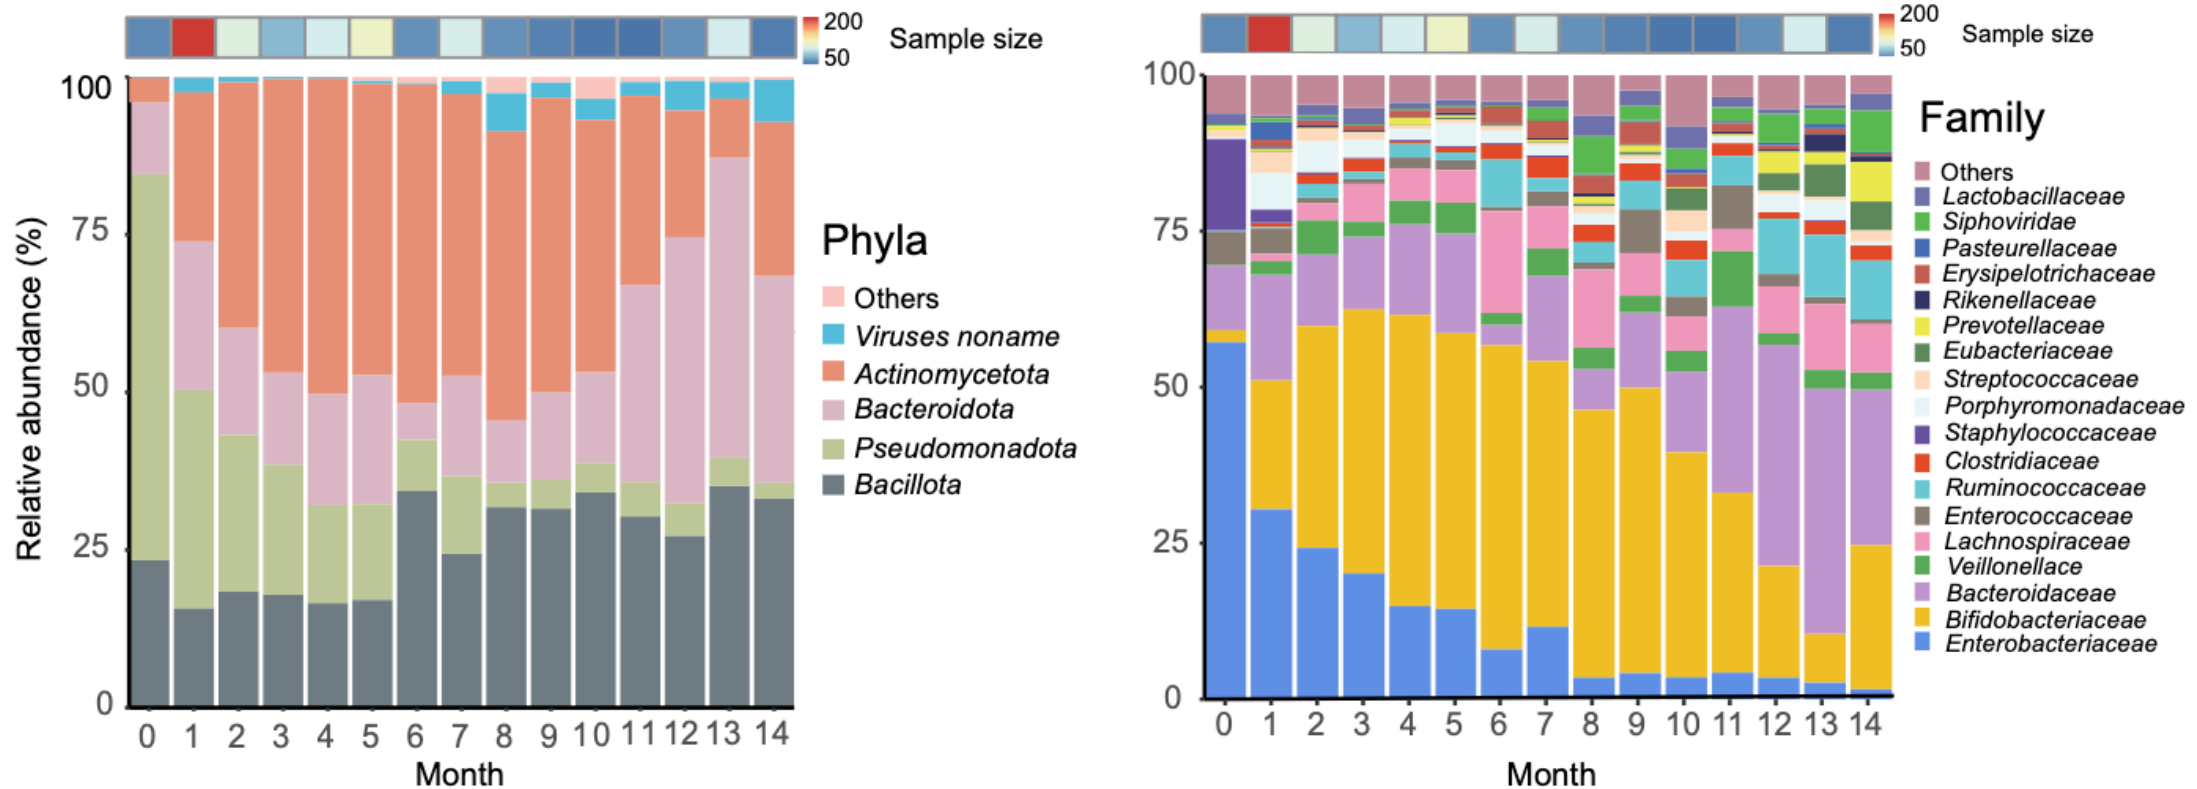 200
50
Sample size
100
75
50
25
0
Relative abundance (%)
0 1 2 3 4 5 6 7 8 9 10 11 12 13 14
Month
Phyla
Others
Viruses noname
Actinomycetota
Bacteroidota
Pseudomonadota
Bacillota
200
50
Sample size
100
75
50
25
0
0 1 2 3 4 5 6 7 8 9 10 11 12 13 14
Month
Family
Others
Lactobacillaceae
Siphoviridae
Pasteurellaceae
Erysipelotrichaceae
Rikenellaceae
Prevotellaceae
Eubacteriaceae
Streptococcaceae
Porphyromonadaceae
Staphylococcaceae
Clostridiaceae
Ruminococcaceae
Enterococcaceae
Lachnospiraceae
Veillonellace
Bacteroidaceae
Bifidobacteriaceae
Enterobacteriaceae